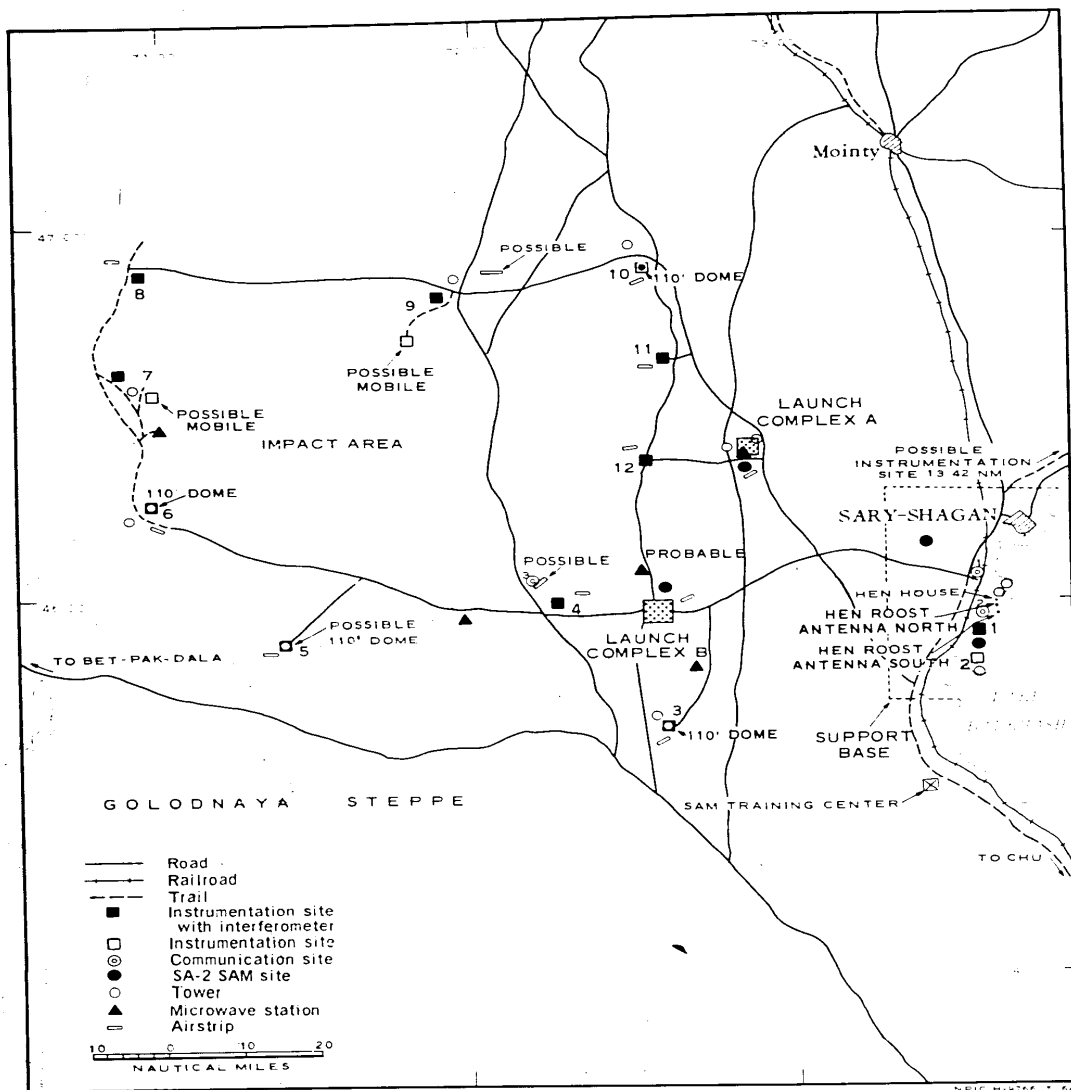 Mointy
POSSIBLE
10
110' DOME
8
9
11
7
POSSIBLE
MOBILE
POSSIBLE
MOBILE
LAUNCH
COMPLEX A
IMPACT AREA
POSSIBLE
INSTRUMENTATION
SITE 13 42 NM
12
110' DOME
6
SARY-SHAGAN
POSSIBLE
PROBABLE
3
1
4
HEN HOUSE
2
HEN ROOST
ANTENNA NORTH
1
POSSIBLE
110' DOME
5
LAUNCH
COMPLEX B
HEN ROOST
ANTENNA SOUTH
2
TO BET-PAK-DALA
3
110' DOME
SUPPORT
BASE
GOLODNAYA STEPPE
SAM TRAINING CENTER
TO CHU
Road
Railroad
Trail
Instrumentation site
with interferometer
Instrumentation site
Communication site
SA-2 SAM site
Tower
Microwave station
Airstrip
10 0 10 20
NAUTICAL MILES